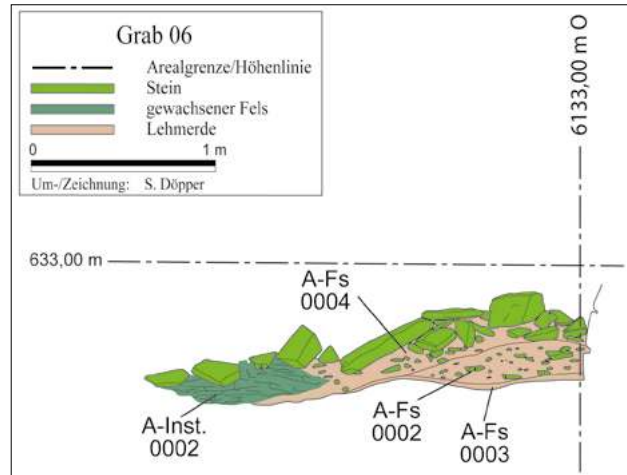 Grab 06
Arealgrenze/Höhenlinie
Stein
gewachsener Fels
Lehmerde
0 1 m
Um-/Zeichnung: S. Döpper
6133,00 m O
633,00 m
A-Fs
0004
A-Inst.
0002
A-Fs
0002
A-Fs
0003